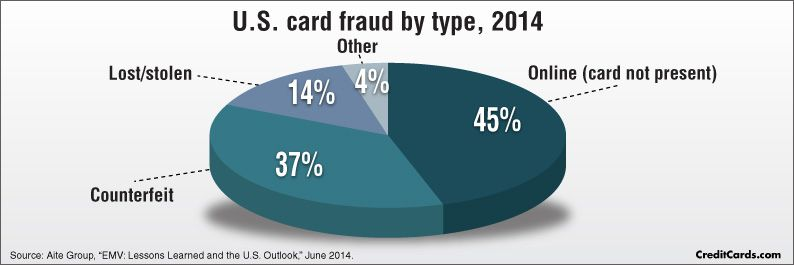 U.S. card fraud by type, 2014
Other
Lost/stolen
Online (card not present)
14%
4%
45%
37%
Counterfeit
Source: Aite Group, “EMV: Lessons Learned and the U.S. Outlook,” June 2014.
CreditCards.com